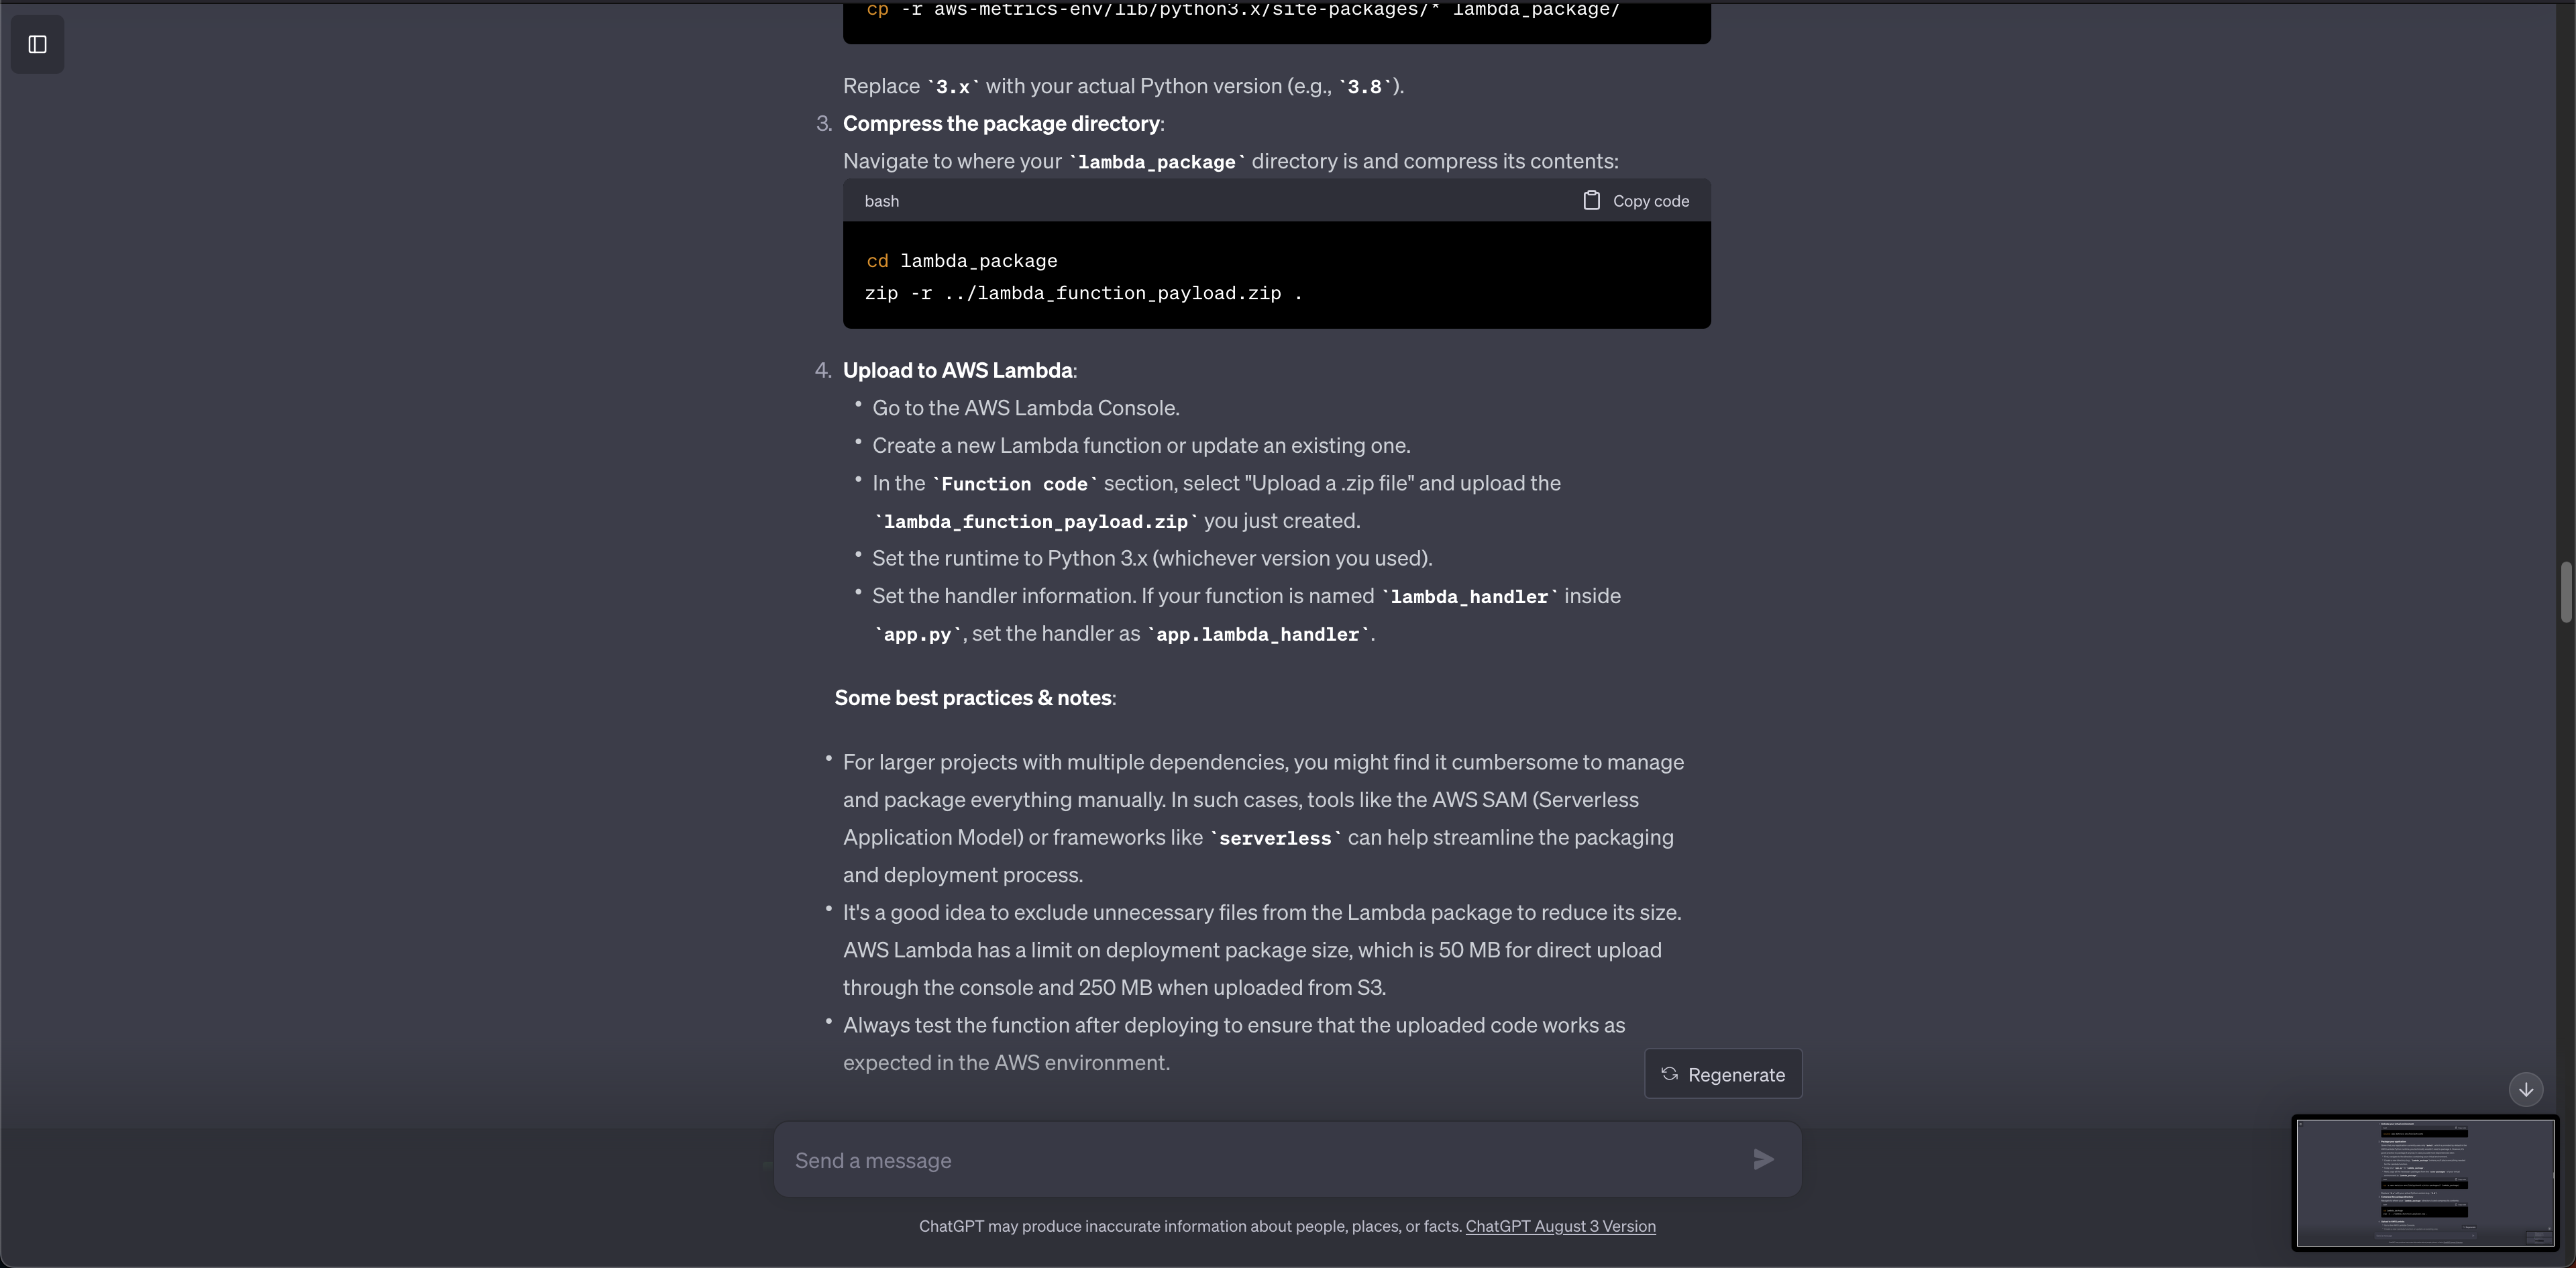 cp -r aws-metrics-env/lib/python3.x/site-packages/* lambda_package/
Replace `3.x` with your actual Python version (e.g., `3.8`).
3. Compress the package directory:
Navigate to where your `lambda_package` directory is and compress its contents:
bash
Copy code
cd lambda_package
zip -r ../lambda_function_payload.zip .
4. Upload to AWS Lambda:
• Go to the AWS Lambda Console.
• Create a new Lambda function or update an existing one.
• In the `Function code` section, select "Upload a .zip file" and upload the
`lambda_function_payload.zip` you just created.
• Set the runtime to Python 3.x (whichever version you used).
• Set the handler information. If your function is named `lambda_handler` inside
`app.py`, set the handler as `app.lambda_handler`.
Some best practices & notes:
• For larger projects with multiple dependencies, you might find it cumbersome to manage
and package everything manually. In such cases, tools like the AWS SAM (Serverless
Application Model) or frameworks like `serverless` can help streamline the packaging
and deployment process.
• It's a good idea to exclude unnecessary files from the Lambda package to reduce its size.
AWS Lambda has a limit on deployment package size, which is 50 MB for direct upload
through the console and 250 MB when uploaded from S3.
• Always test the function after deploying to ensure that the uploaded code works as
expected in the AWS environment.
Regenerate
Send a message
ChatGPT may produce inaccurate information about people, places, or facts. ChatGPT August 3 Version